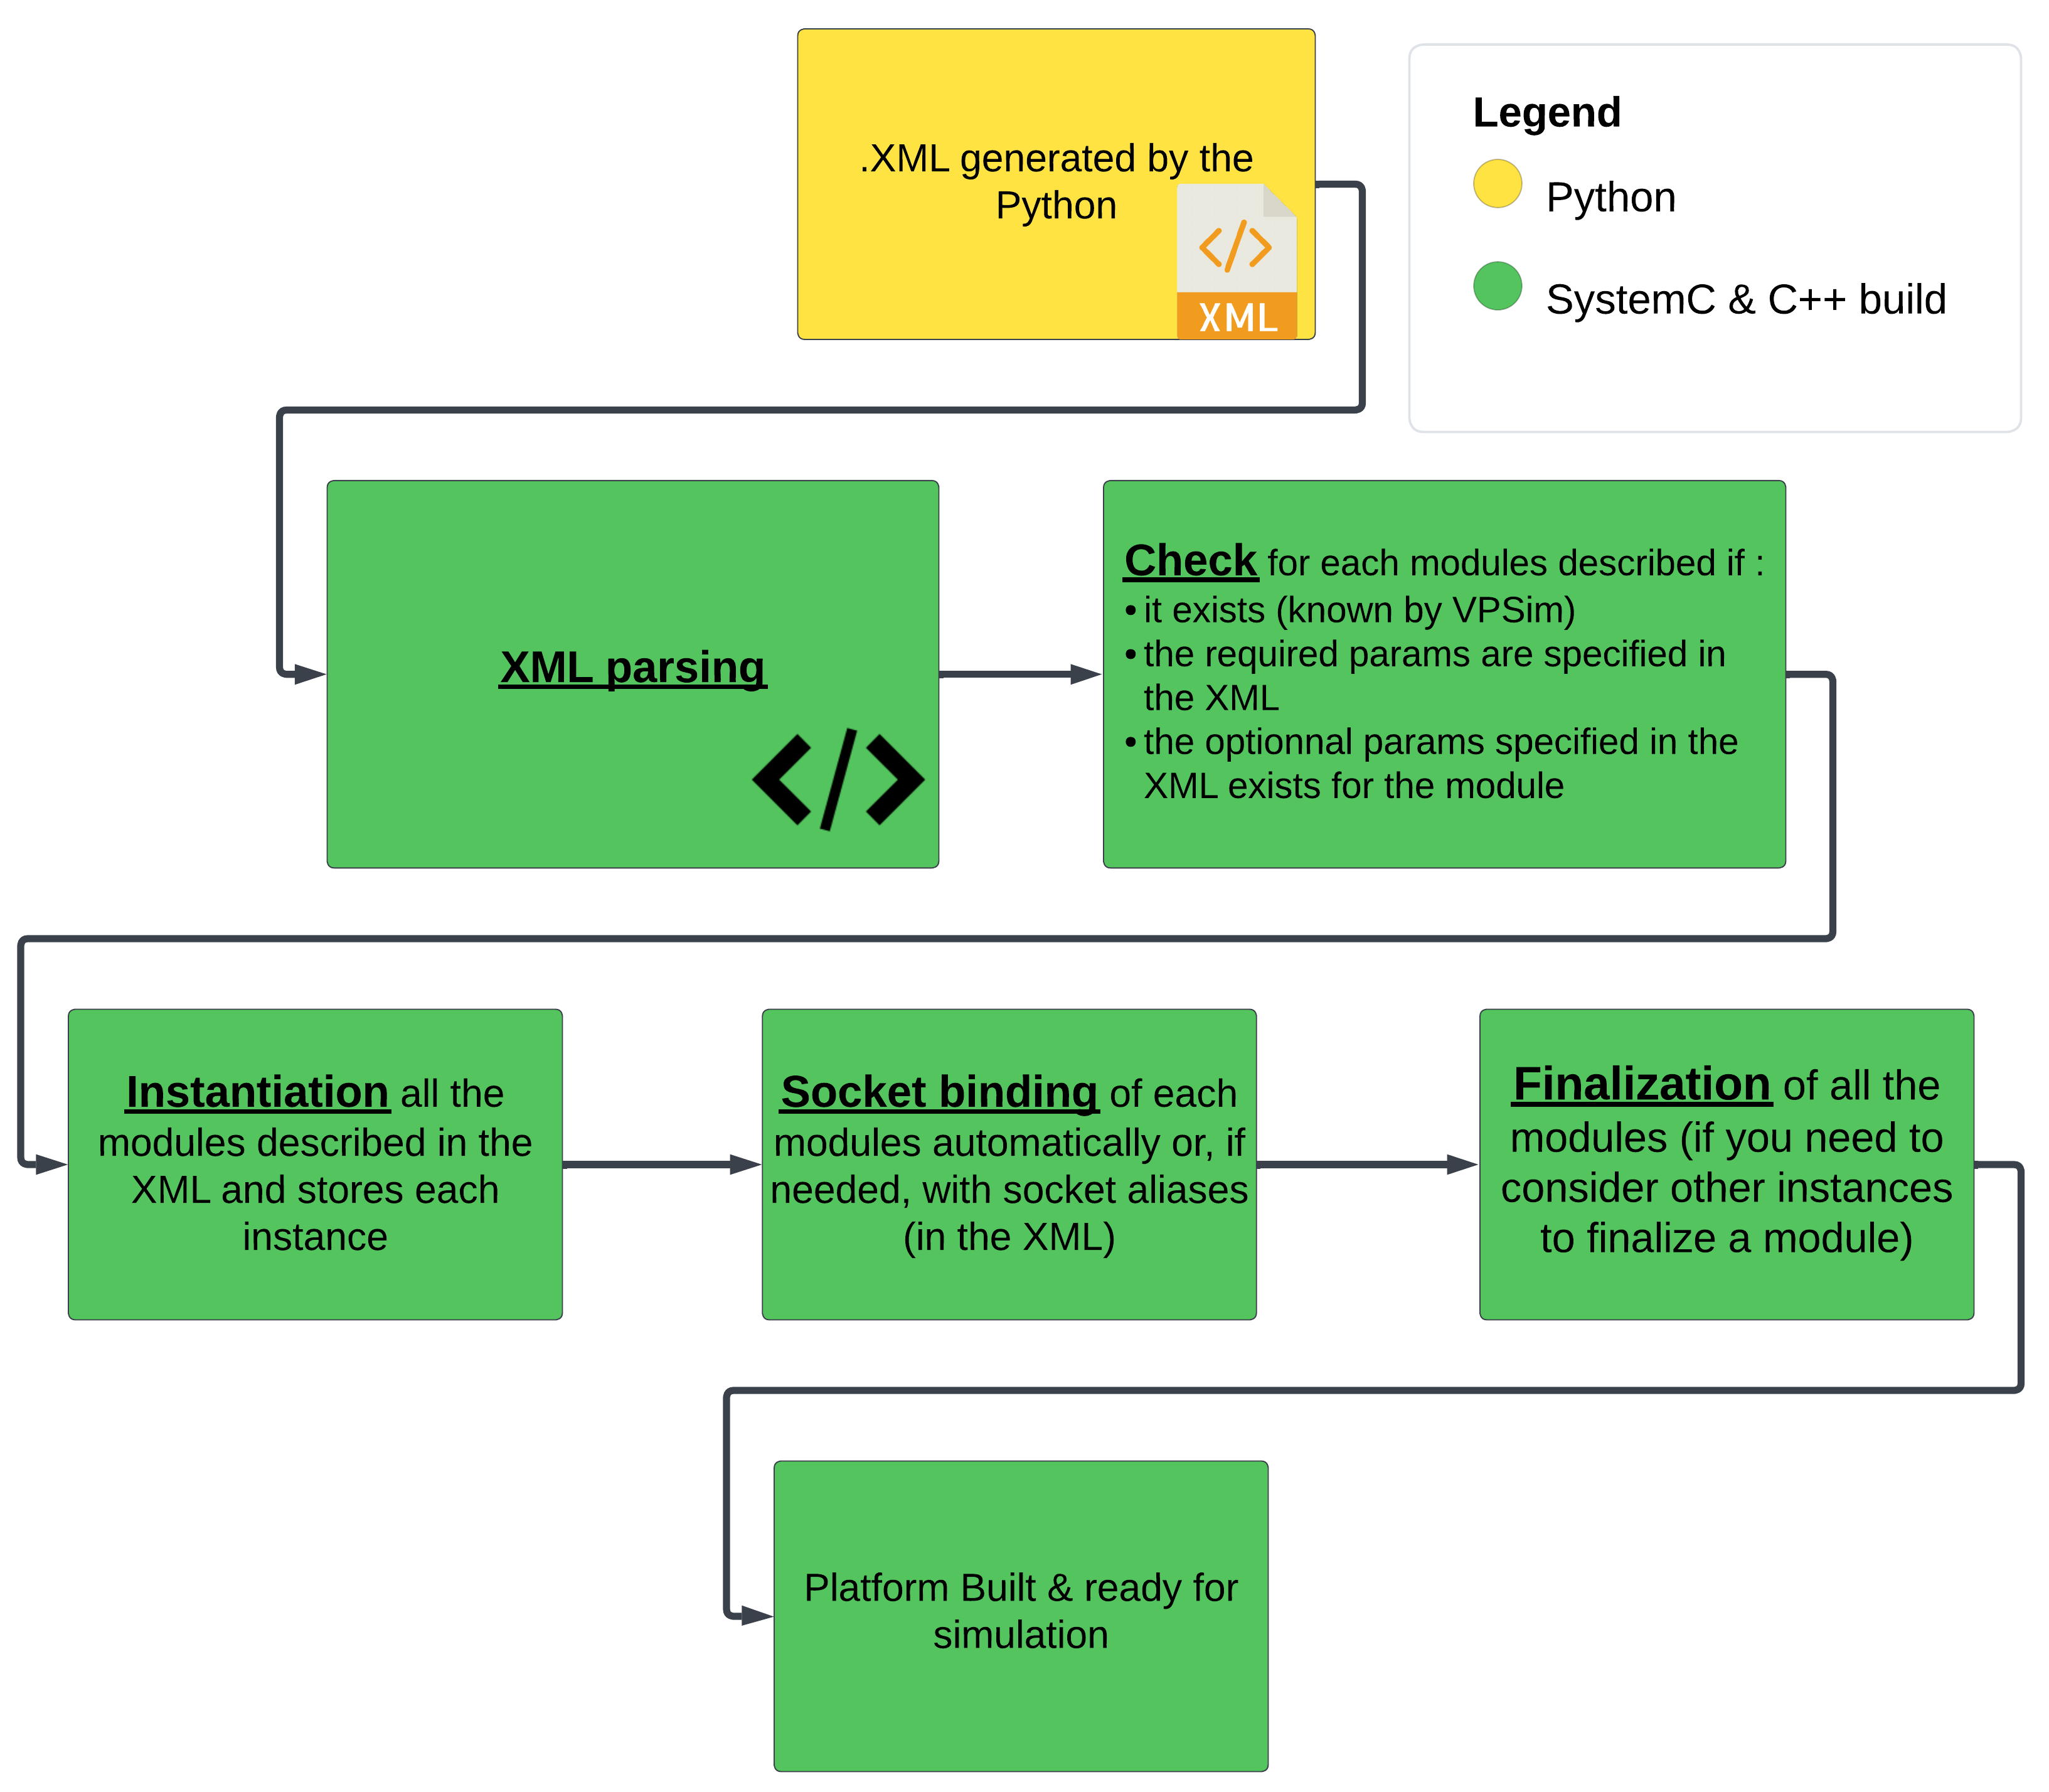 .XML generated by the
Python
XML
Legend
Python
SystemC & C++ build
XML parsing
</>
Check for each modules described if :
• it exists (known by VPSim)
• the required params are specified in
the XML
• the optionnal params specified in the
XML exists for the module
Instantiation all the
modules described in the
XML and stores each
instance
Socket binding of each
modules automatically or, if
needed, with socket aliases
(in the XML)
Finalization of all the
modules (if you need to
consider other instances
to finalize a module)
Platform Built & ready for
simulation